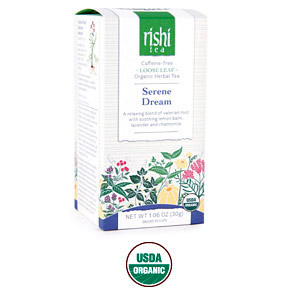 rishi
tea
Caffeine-Free
LOOSE LEAF
Organic Herbal Tea
Serene
Dream
A relaxing blend of valerian root
with soothing lemon balm,
lavender and chamomile
USDA
ORGANIC
NET WT 1.06 OZ (30g)
USDA
ORGANIC